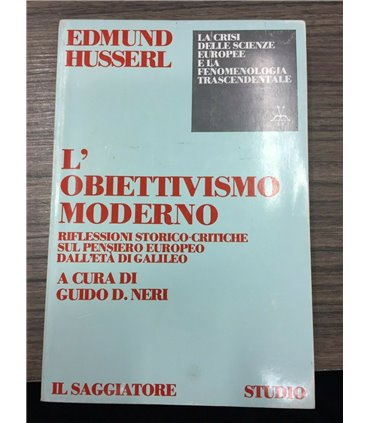 EDMUND
HUSSERL
LA CRISI
DELLE SCIENZE
EUROPEE
E LA
FENOMENOLOGIA
TRASCENDENTALE
L'
OBIETTIVISMO
MODERNO
RIFLESSIONI STORICO-CRITICHE
SUL PENSIERO EUROPEO
DALL'ETÀ DI GALILEO
A CURA DI
GUIDO D. NERI
IL SAGGIATORE STUDIO